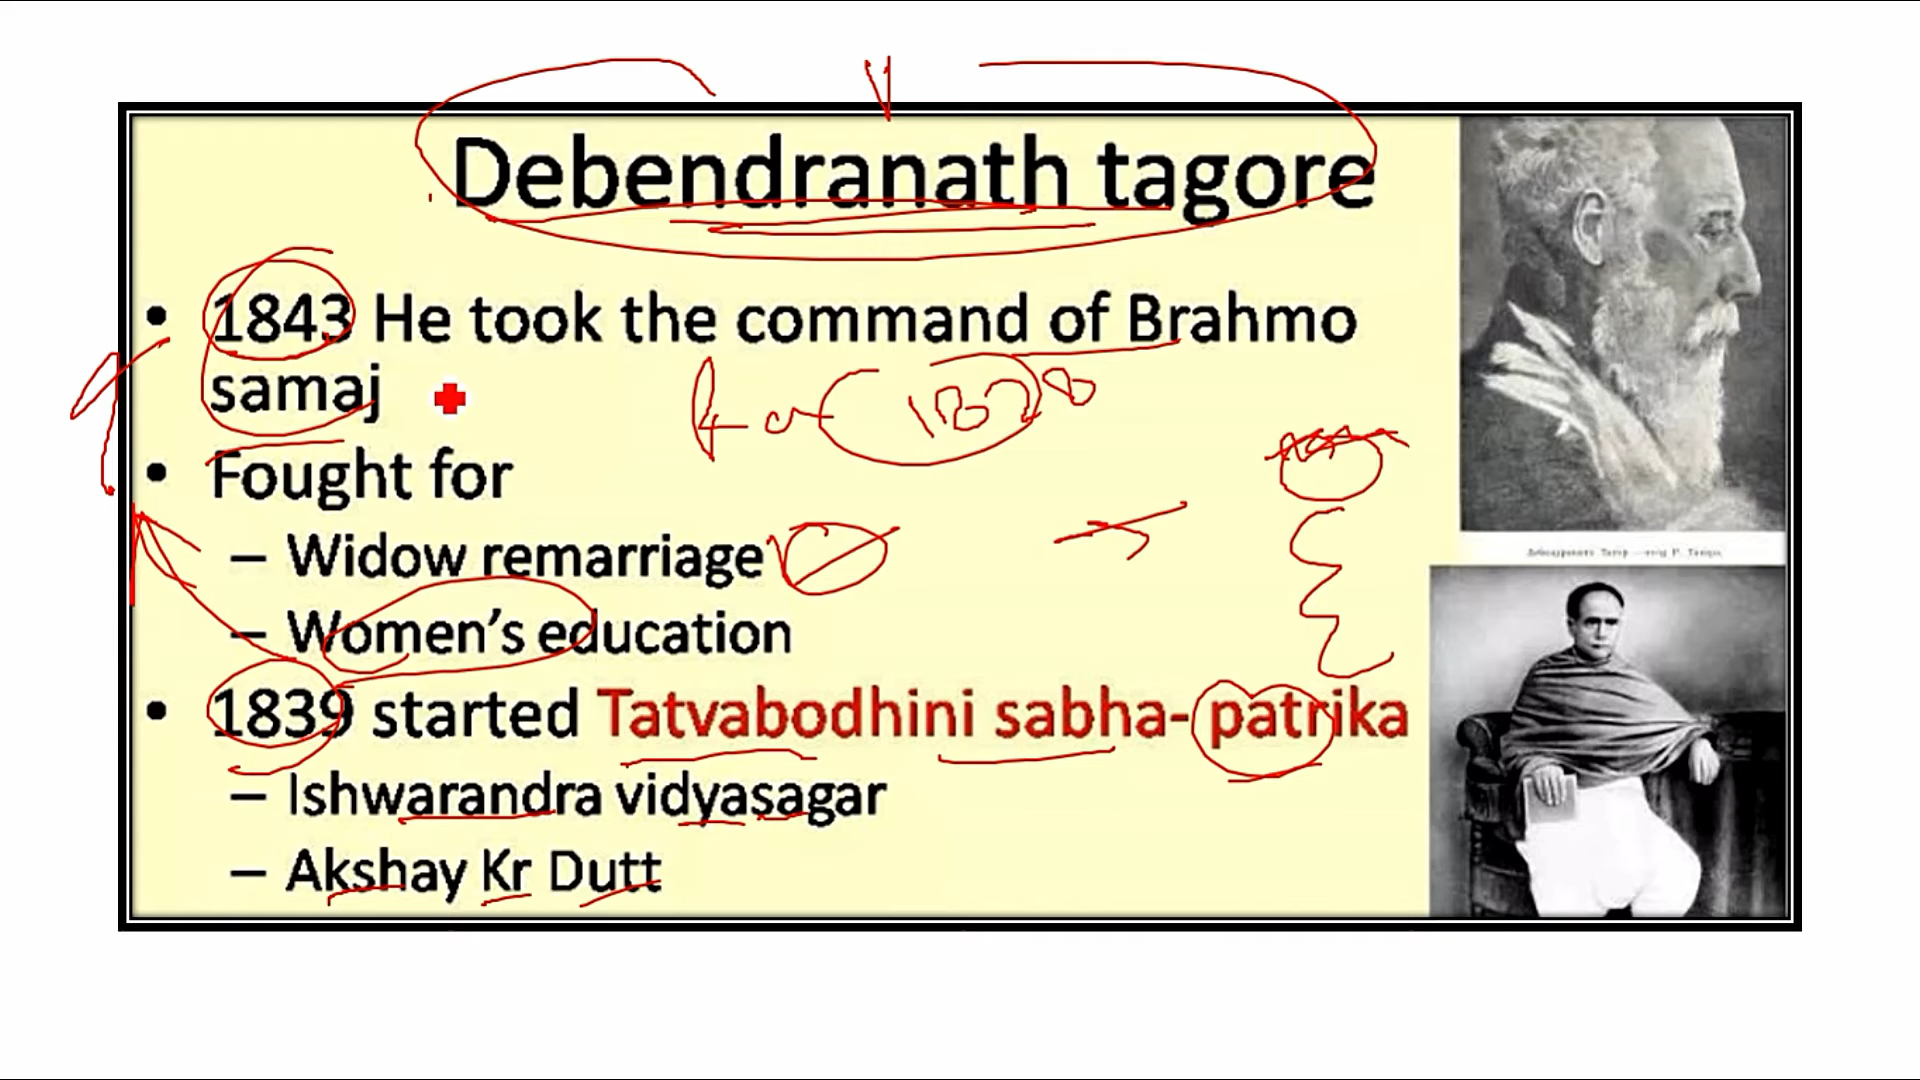 Debendranath tagore
• 1843 He took the command of Brahmo
samaj
1828
• Fought for
– Widow remarriage
– Women's education
• 1839 started Tatvabodhini sabha- patrika
– Ishwarandra vidyasagar
– Akshay Kr Dutt